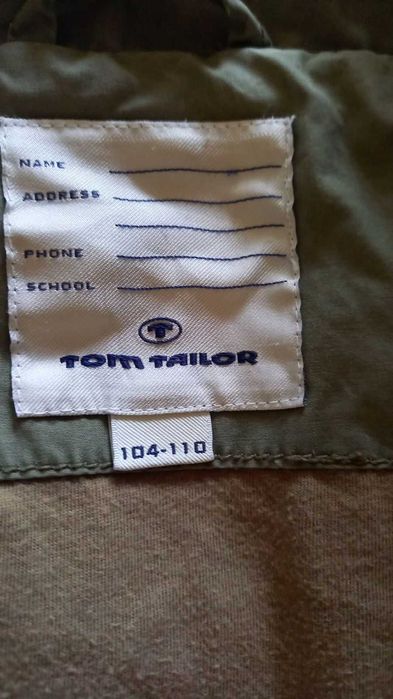 NAME
ADDRESS
PHONE
SCHOOL
T
TOM TAILOR
104-110